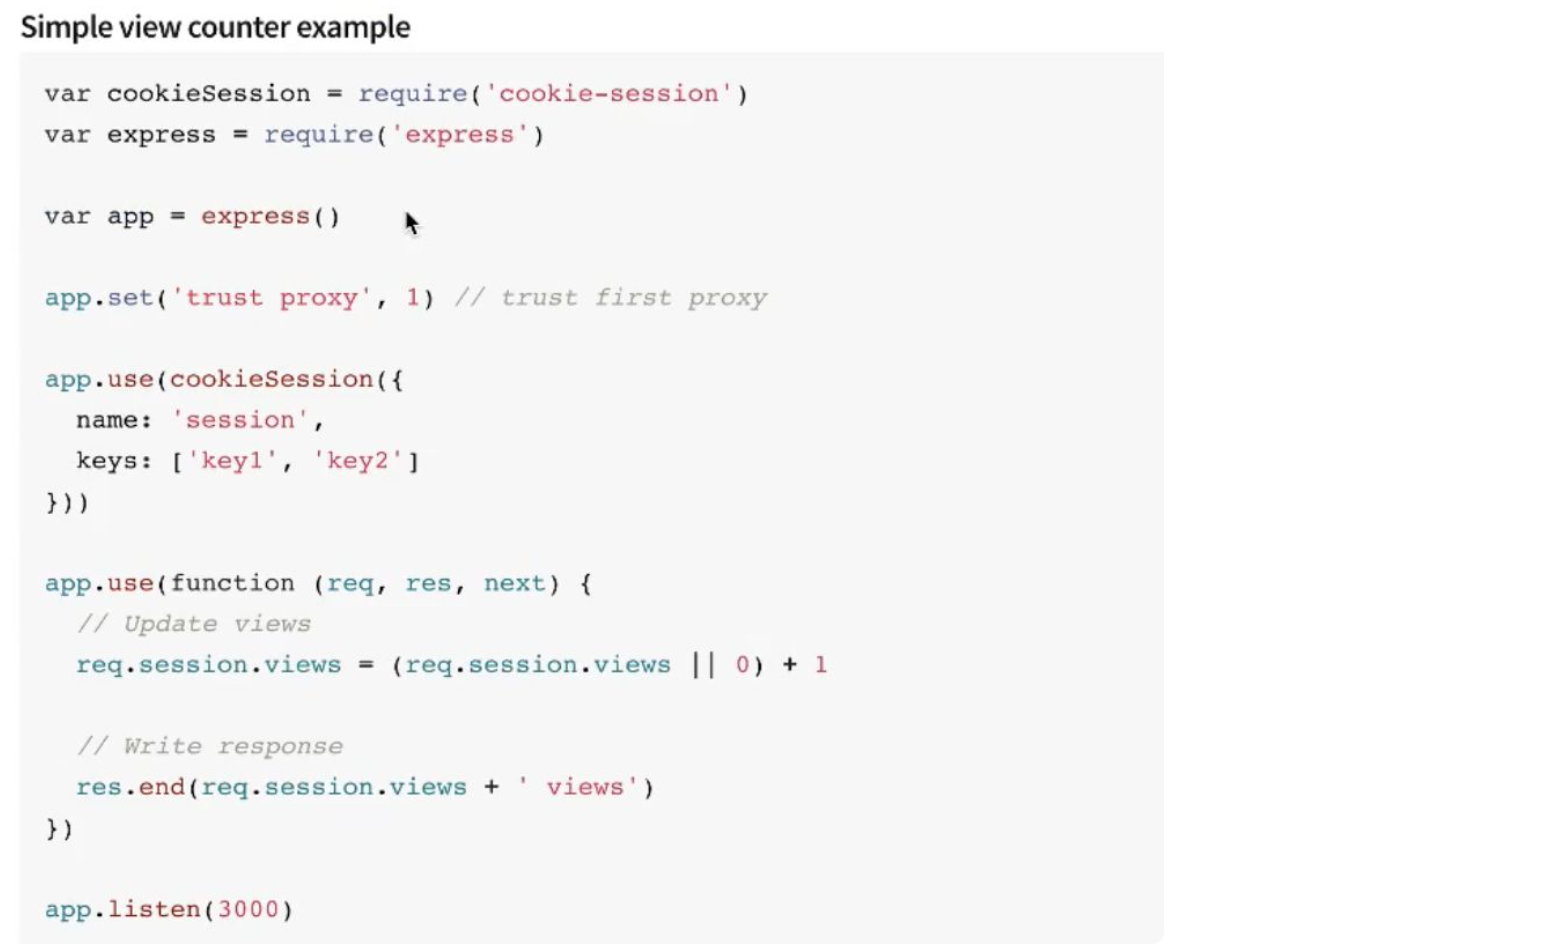 Simple view counter example
var cookieSession = require('cookie-session')
var express = require('express')
var app = express()
app.set('trust proxy', 1) // trust first proxy
app.use(cookieSession({
  name: 'session',
  keys: ['key1', 'key2']
}))
app.use(function (req, res, next) {
  // Update views
  req.session.views = (req.session.views || 0) + 1
  // Write response
  res.end(req.session.views + ' views')
})
app.listen(3000)